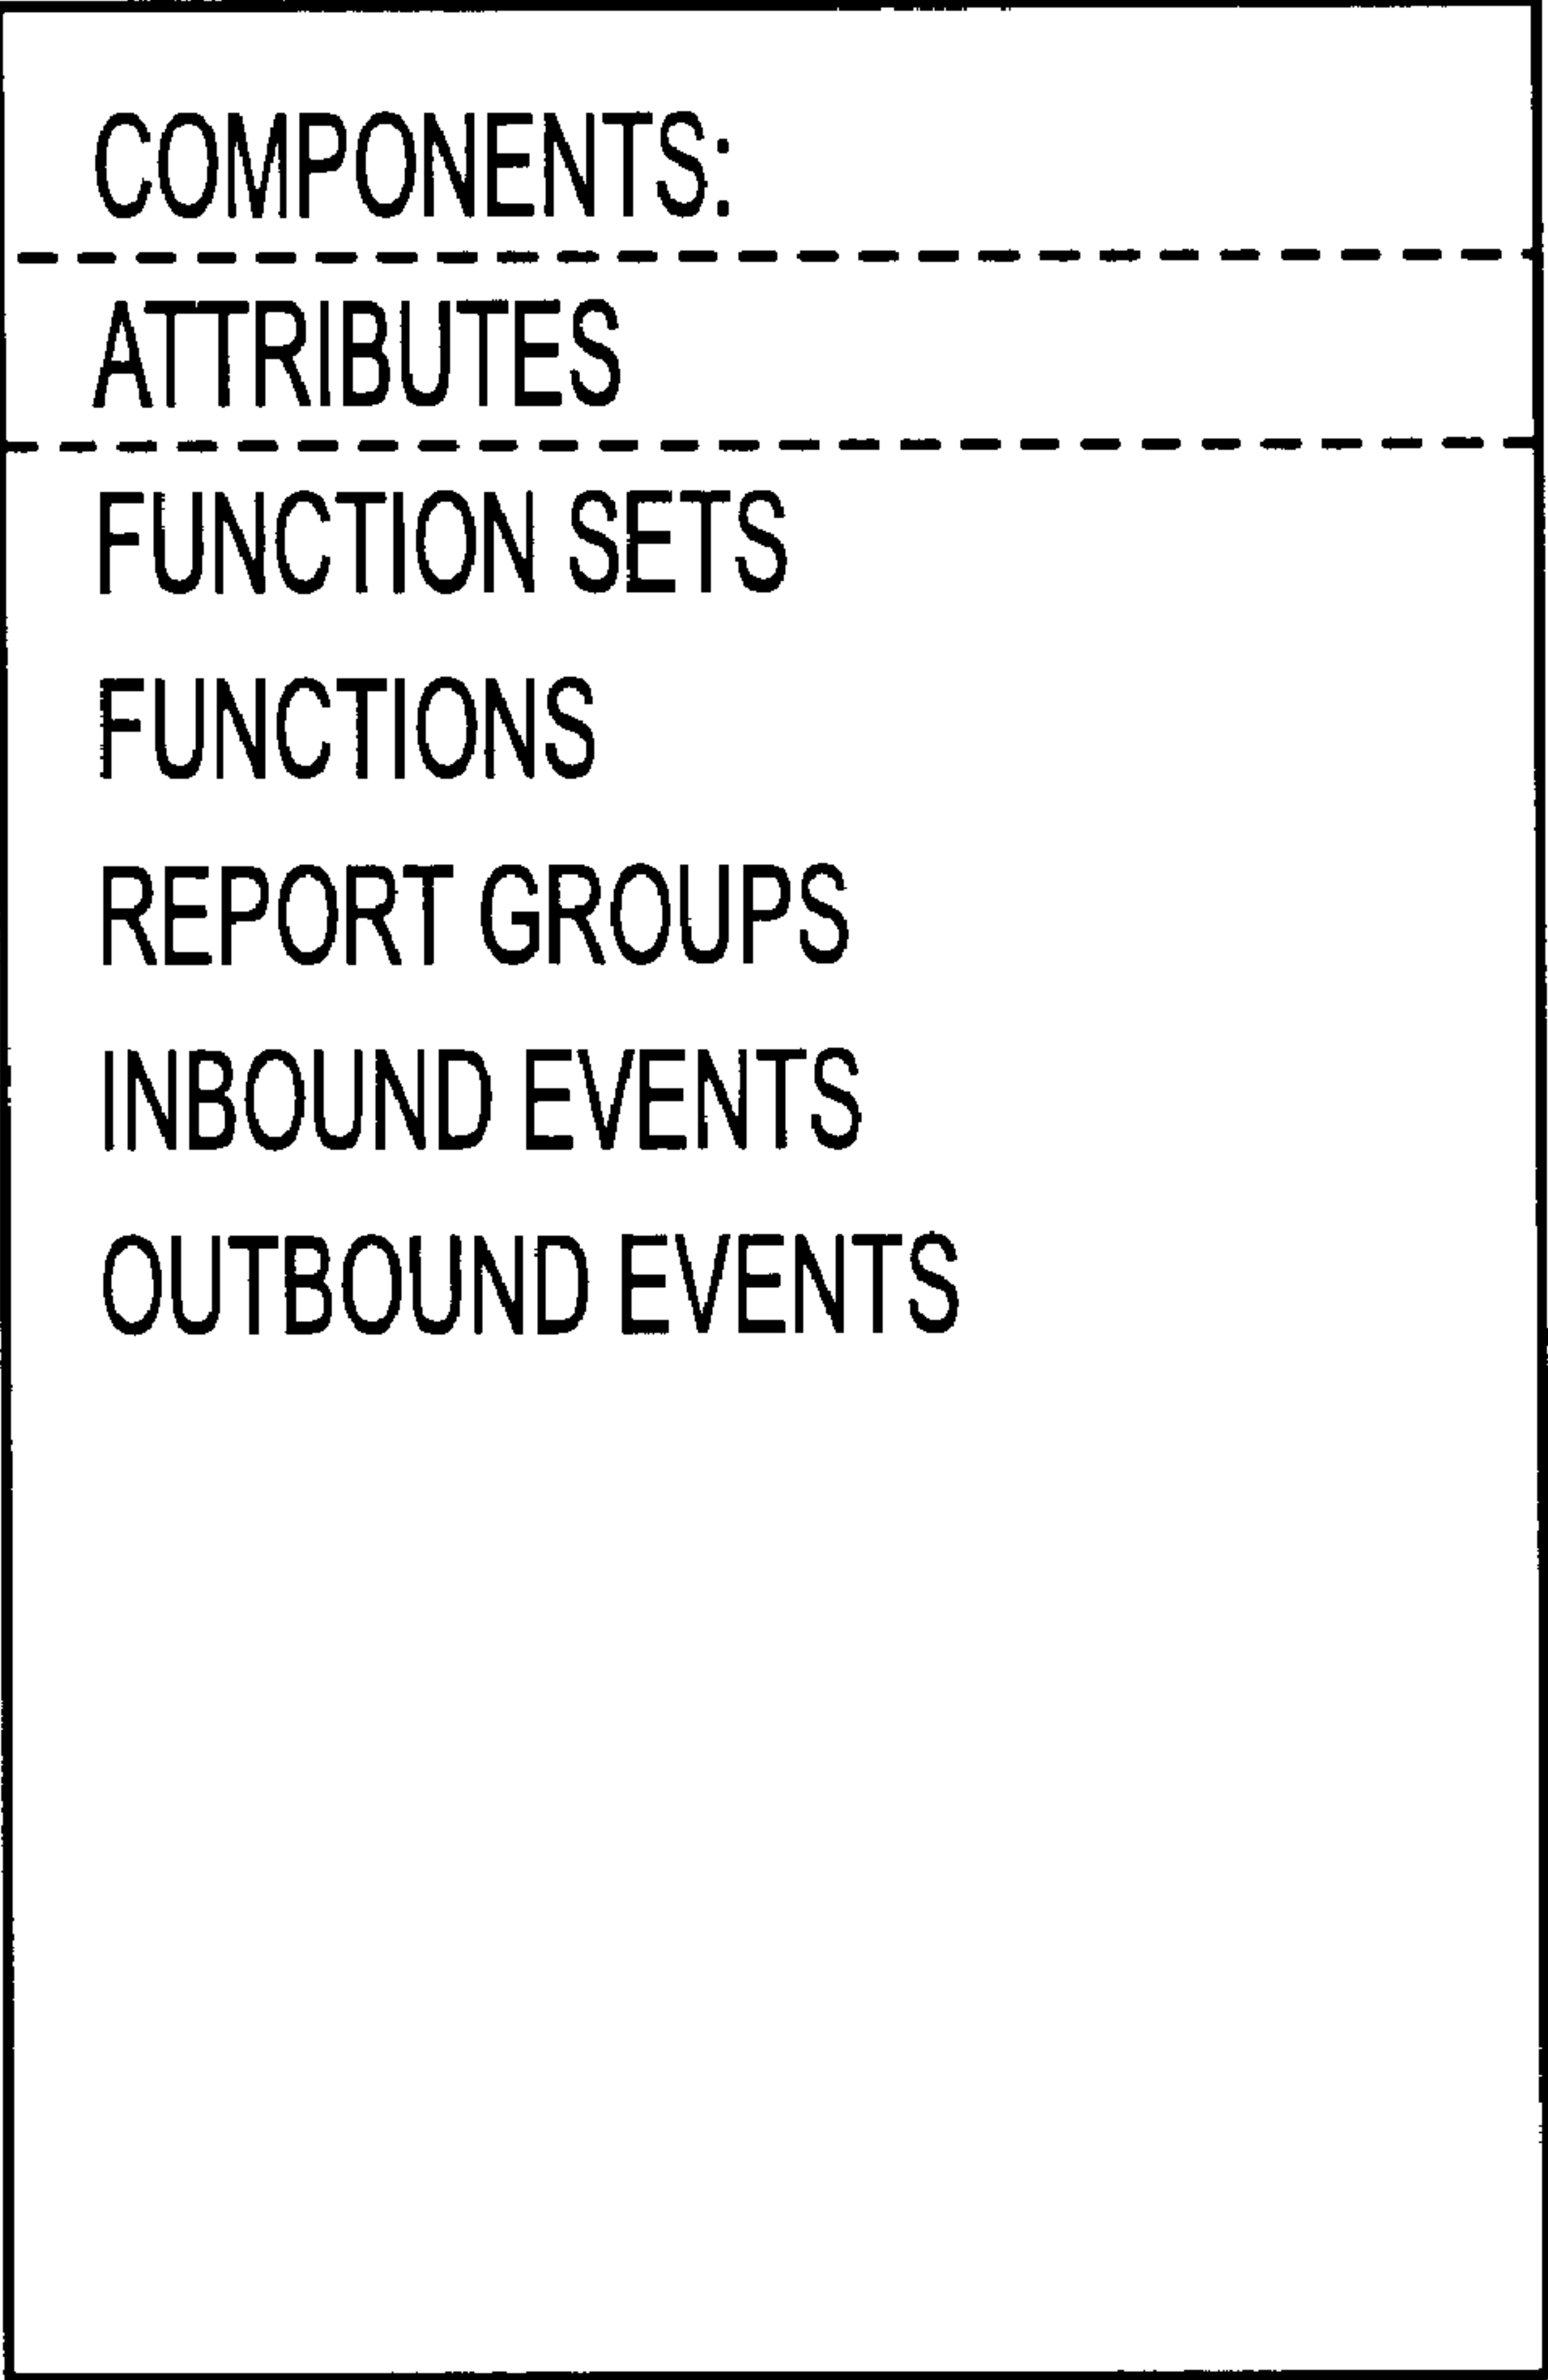 COMPONENTS:
ATTRIBUTES
FUNCTION SETS
FUNCTIONS
REPORT GROUPS
INBOUND EVENTS
OUTBOUND EVENTS